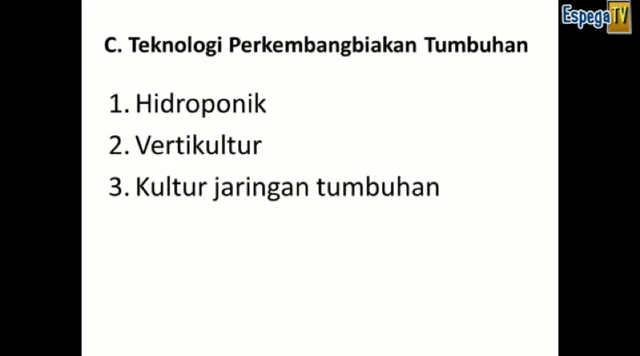 EspegaTV
C. Teknologi Perkembangbiakan Tumbuhan
1. Hidroponik
2. Vertikultur
3. Kultur jaringan tumbuhan